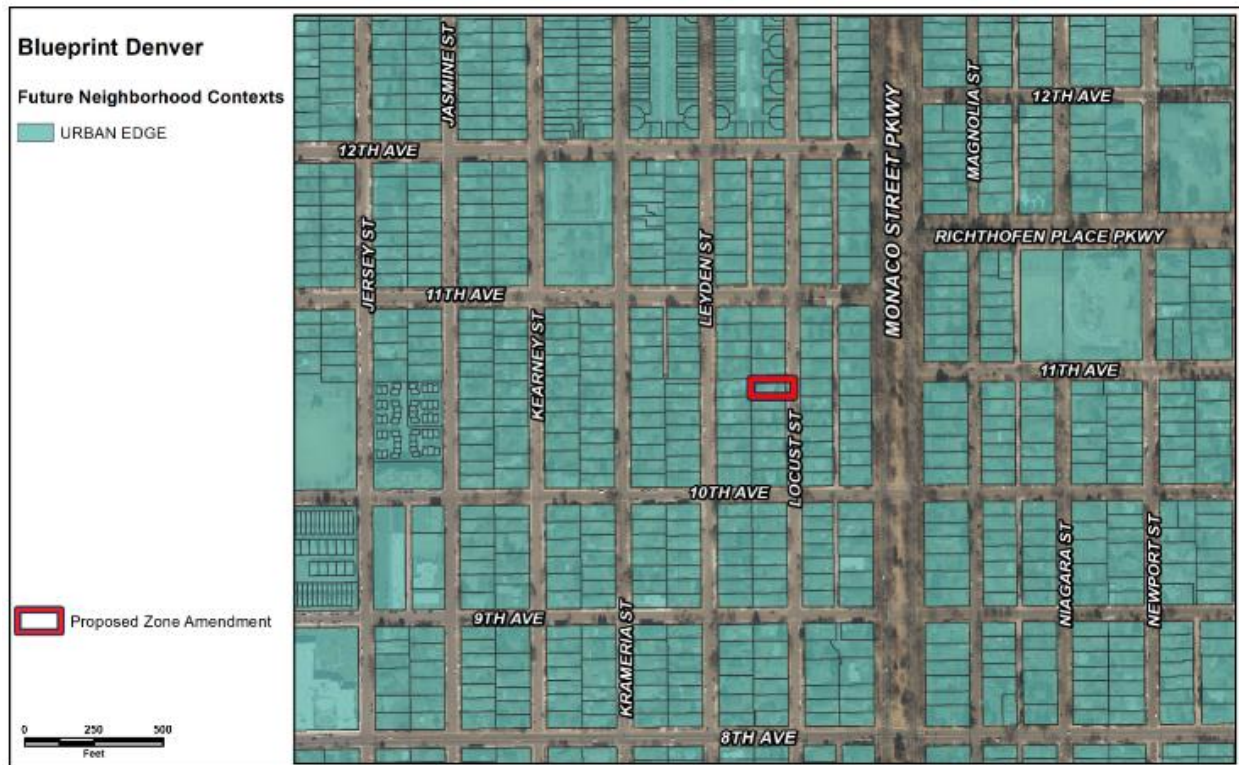 Blueprint Denver
Future Neighborhood Contexts
URBAN EDGE
Proposed Zone Amendment
0 250 500
Feet
JASMINE ST
12TH AVE
MAGNOLIA ST
12TH AVE
MONACO STREET PKWY
JERSEY ST
LEYDEN ST
RICHTHOFEN PLACE PKWY
11TH AVE
KEARNEY ST
11TH AVE
LOCUST ST
10TH AVE
NIAGARA ST
NEWPORT ST
9TH AVE
KRAMERIA ST
8TH AVE